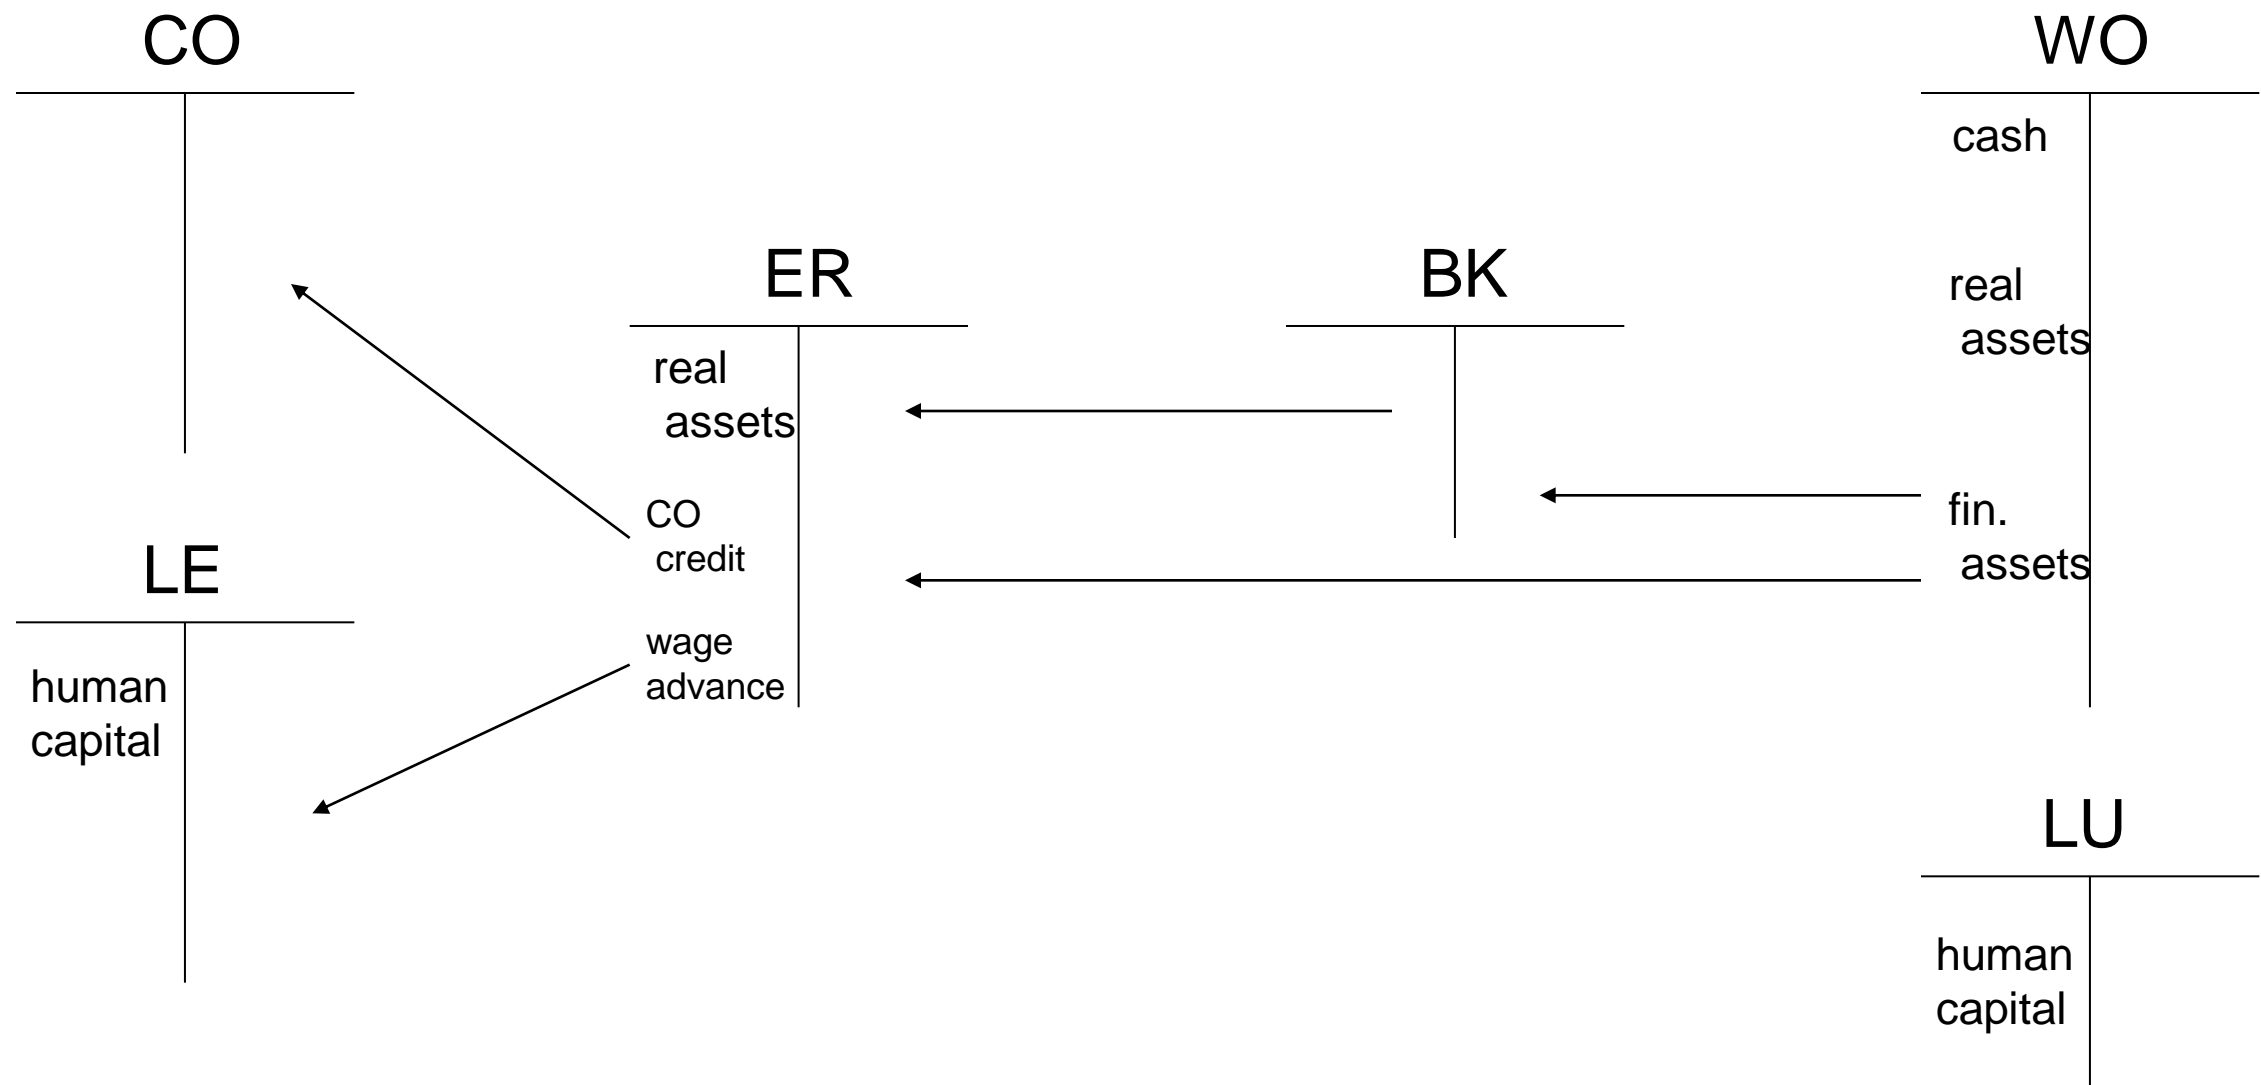 CO
WO
cash
ER
BK
real
assets
real
assets
CO
credit
fin.
assets
LE
wage
advance
human
capital
LU
human
capital